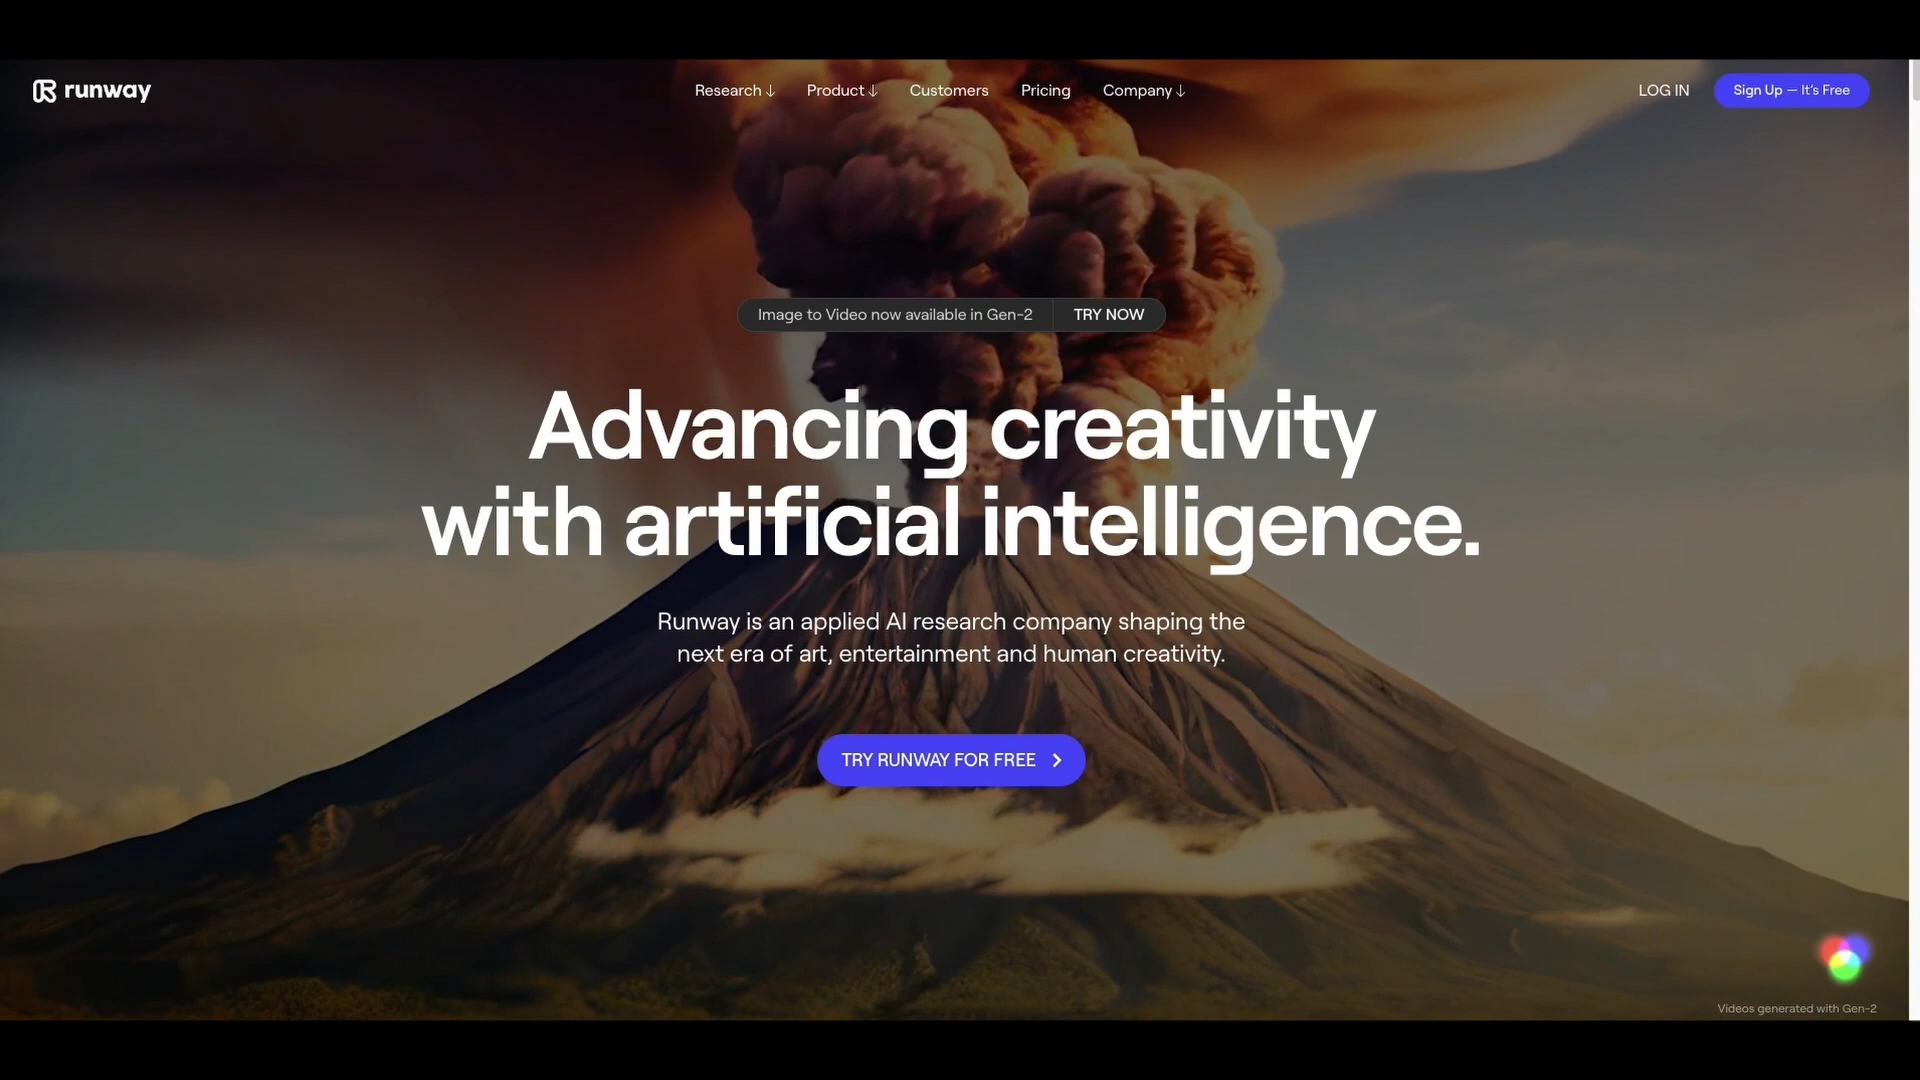 runway
Research ↓
Product ↓
Customers
Pricing
Company ↓
LOG IN
Sign Up — It's Free
Image to Video now available in Gen-2
TRY NOW
Advancing creativity
with artificial intelligence.
Runway is an applied AI research company shaping the
next era of art, entertainment and human creativity.
TRY RUNWAY FOR FREE
Videos generated with Gen-2